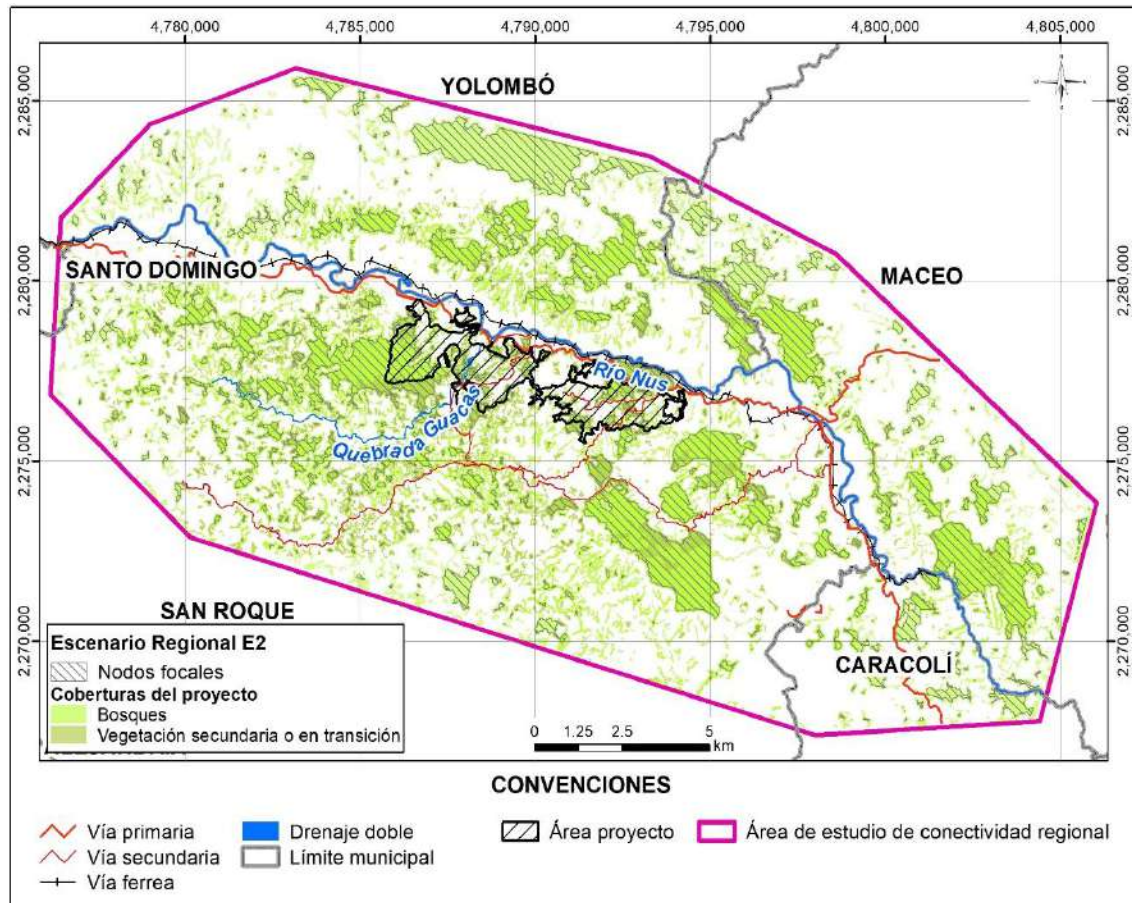 4,780,000 4,785,000 4,790,000 4,795,000 4,800,000 4,805,000
YOLOMBÓ
2,285,000 2,285,000
MACEO
SANTO DOMINGO
2,280,000 2,280,000
Río Nus
Quebrada Guacas
2,275,000 2,275,000
SAN ROQUE
2,270,000 2,270,000
CARACOLÍ
Escenario Regional E2
Nodos focales
Coberturas del proyecto
Bosques
Vegetación secundaria o en transición
0 1.25 2.5 5
km
CONVENCIONES
Vía primaria
Vía secundaria
Vía ferrea
Drenaje doble
Límite municipal
Área proyecto
Área de estudio de conectividad regional